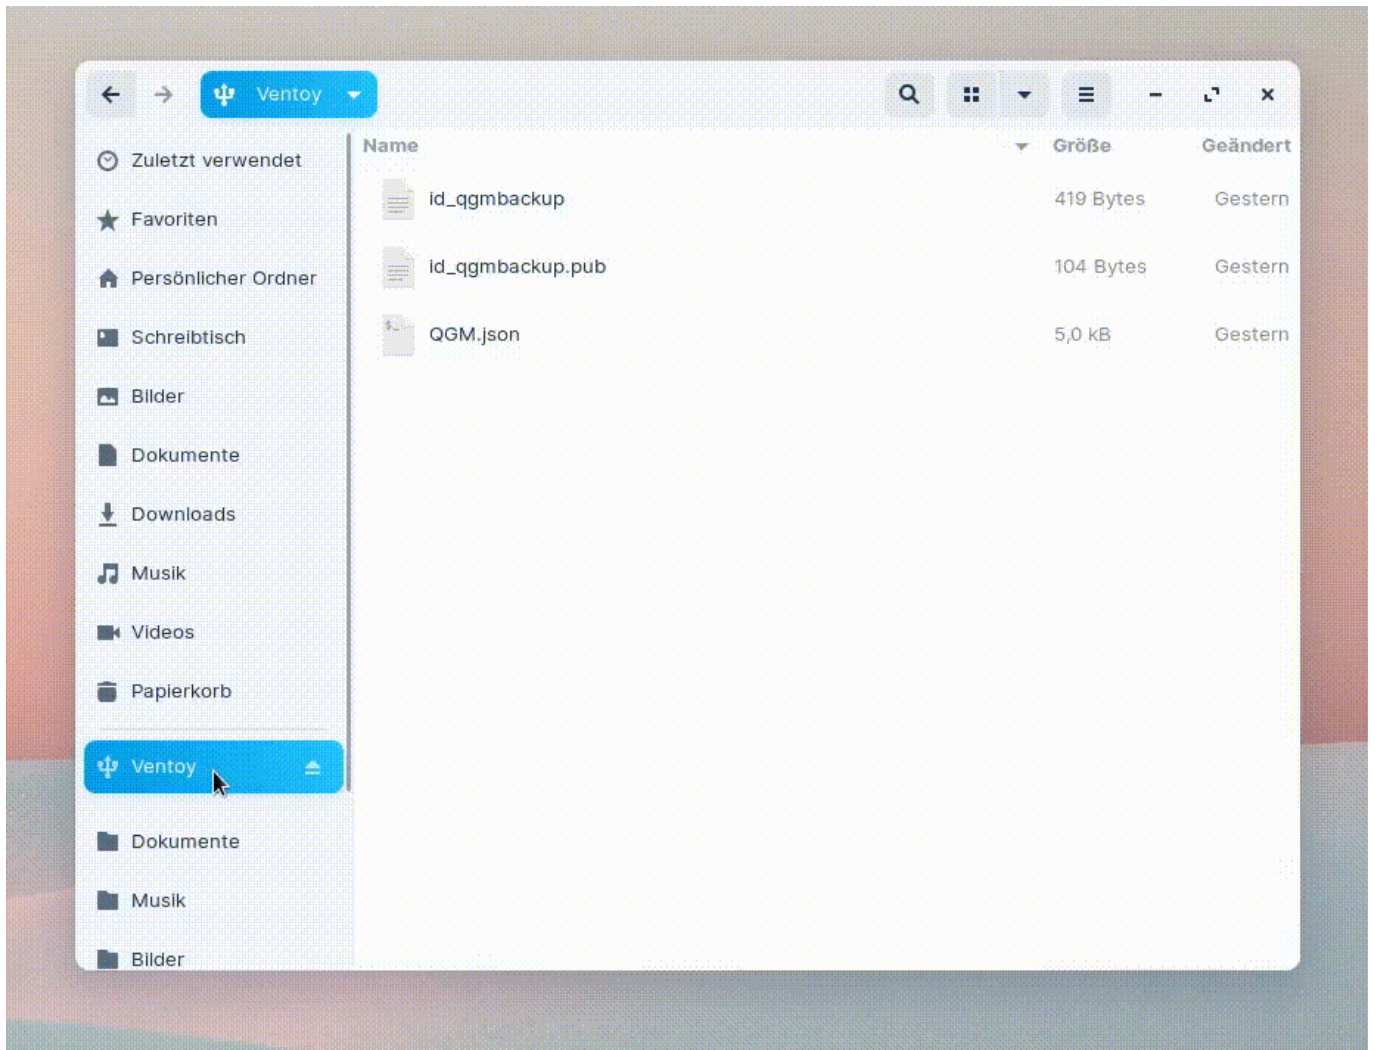 Ventoy
Zuletzt verwendet
Favoriten
Persönlicher Ordner
Schreibtisch
Bilder
Dokumente
Downloads
Musik
Videos
Papierkorb
Ventoy
Dokumente
Musik
Bilder
Name Größe Geändert
id_qgmbackup 419 Bytes Gestern
id_qgmbackup.pub 104 Bytes Gestern
QGM.json 5,0 kB Gestern